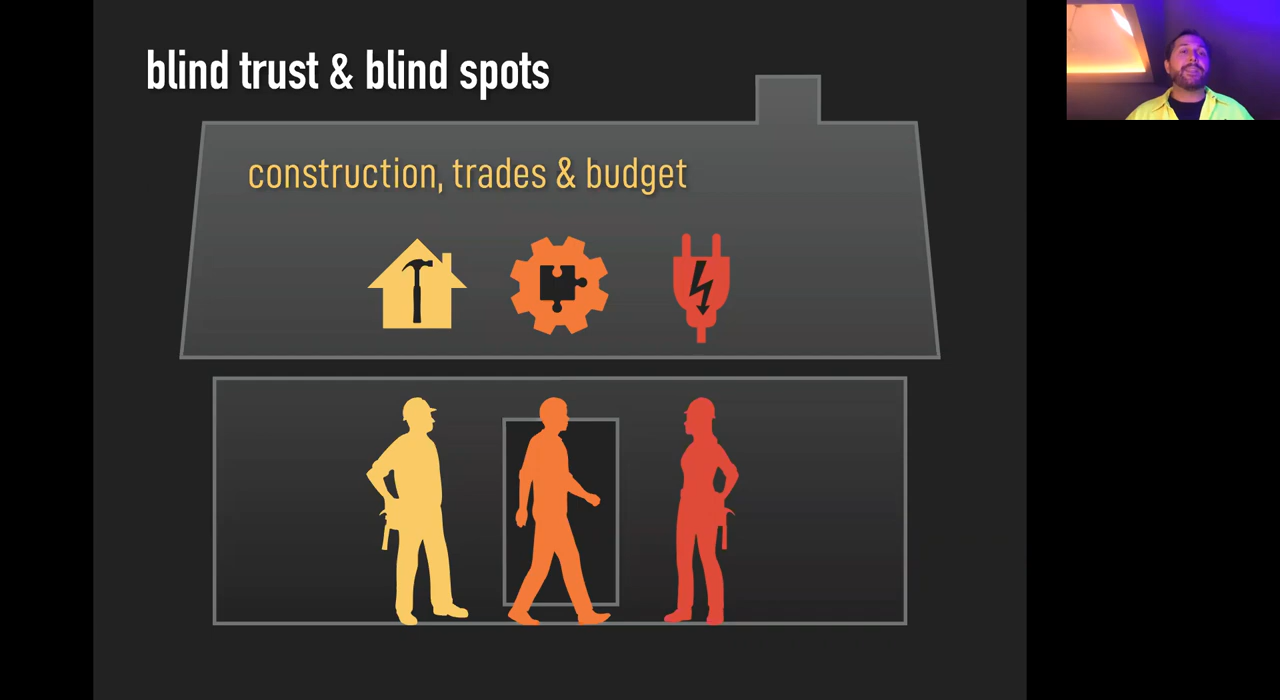 blind trust & blind spots
construction, trades & budget